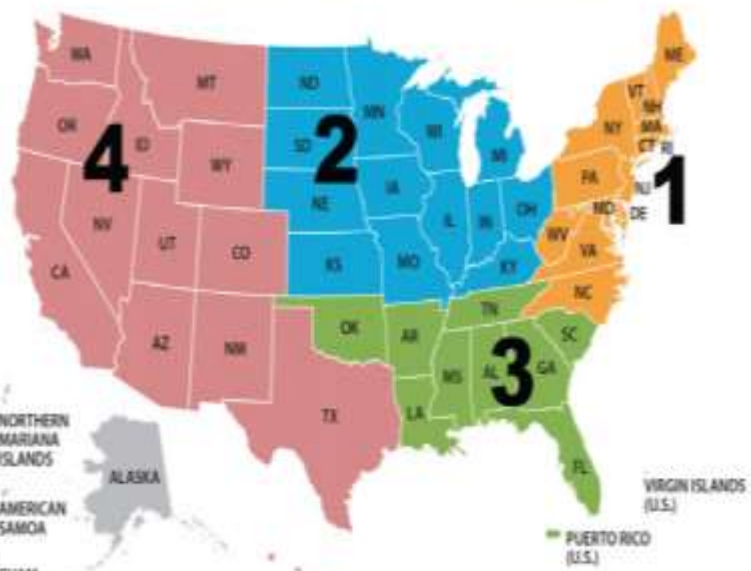 WA
MT
ND
MN
ME
VT
NH
OR
ID
4
SD
2
WI
MI
NY
MA
CT RI
WY
IA
PA
NJ
1
NE
MD
DE
NV
UT
CO
IL
IN
OH
WV
VA
CA
KS
MO
KY
NC
AZ
NM
OK
AR
TN
SC
MS
AL
3
GA
TX
LA
FL
NORTHERN
MARIANA
ISLANDS
ALASKA
AMERICAN
SAMOA
VIRGIN ISLANDS
(U.S.)
PUERTO RICO
(U.S.)